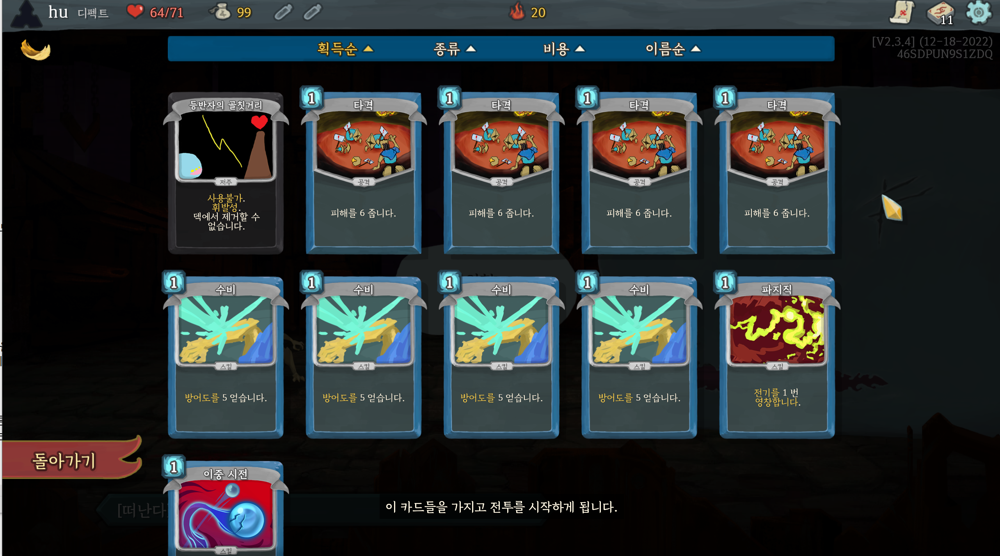 hu 디펙트 64/71 99 20 11
획득순 종류 비용 이름순
[V2.3.4] (12-18-2022)
46SDPUN9S1ZDQ
등반자의 골칫거리
저주
사용불가.
휘발성.
덱에서 제거할 수
없습니다.
1
타격
공격
피해를 6 줍니다.
1
타격
공격
피해를 6 줍니다.
1
타격
공격
피해를 6 줍니다.
1
타격
공격
피해를 6 줍니다.
1
수비
스킬
방어도를 5 얻습니다.
1
수비
스킬
방어도를 5 얻습니다.
1
수비
스킬
방어도를 5 얻습니다.
1
수비
스킬
방어도를 5 얻습니다.
1
파지직
스킬
전기를 1 번
영창합니다.
돌아가기
1
이중 시전
스킬
[떠난다]
이 카드들을 가지고 전투를 시작하게 됩니다.